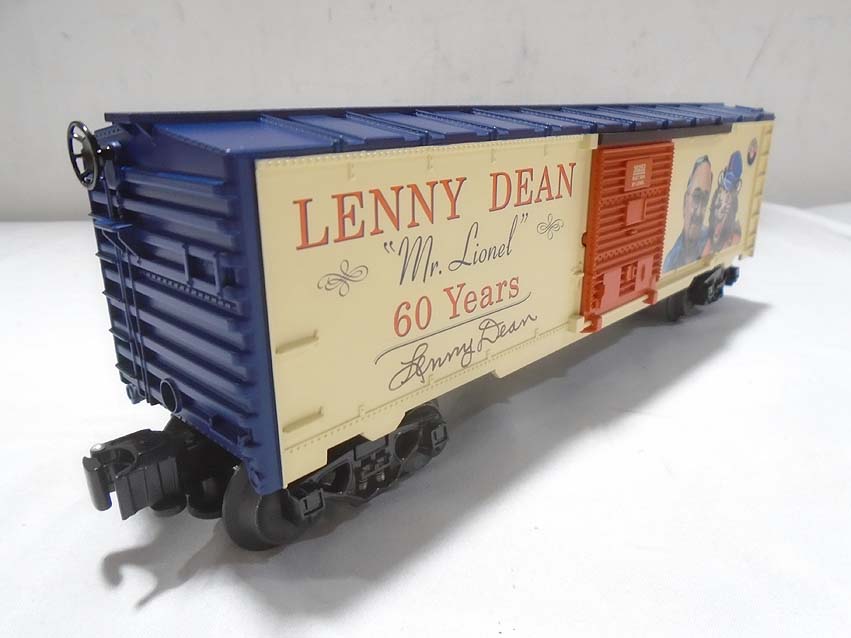 LENNY DEAN
"Mr. Lionel"
60 Years
Lenny Dean